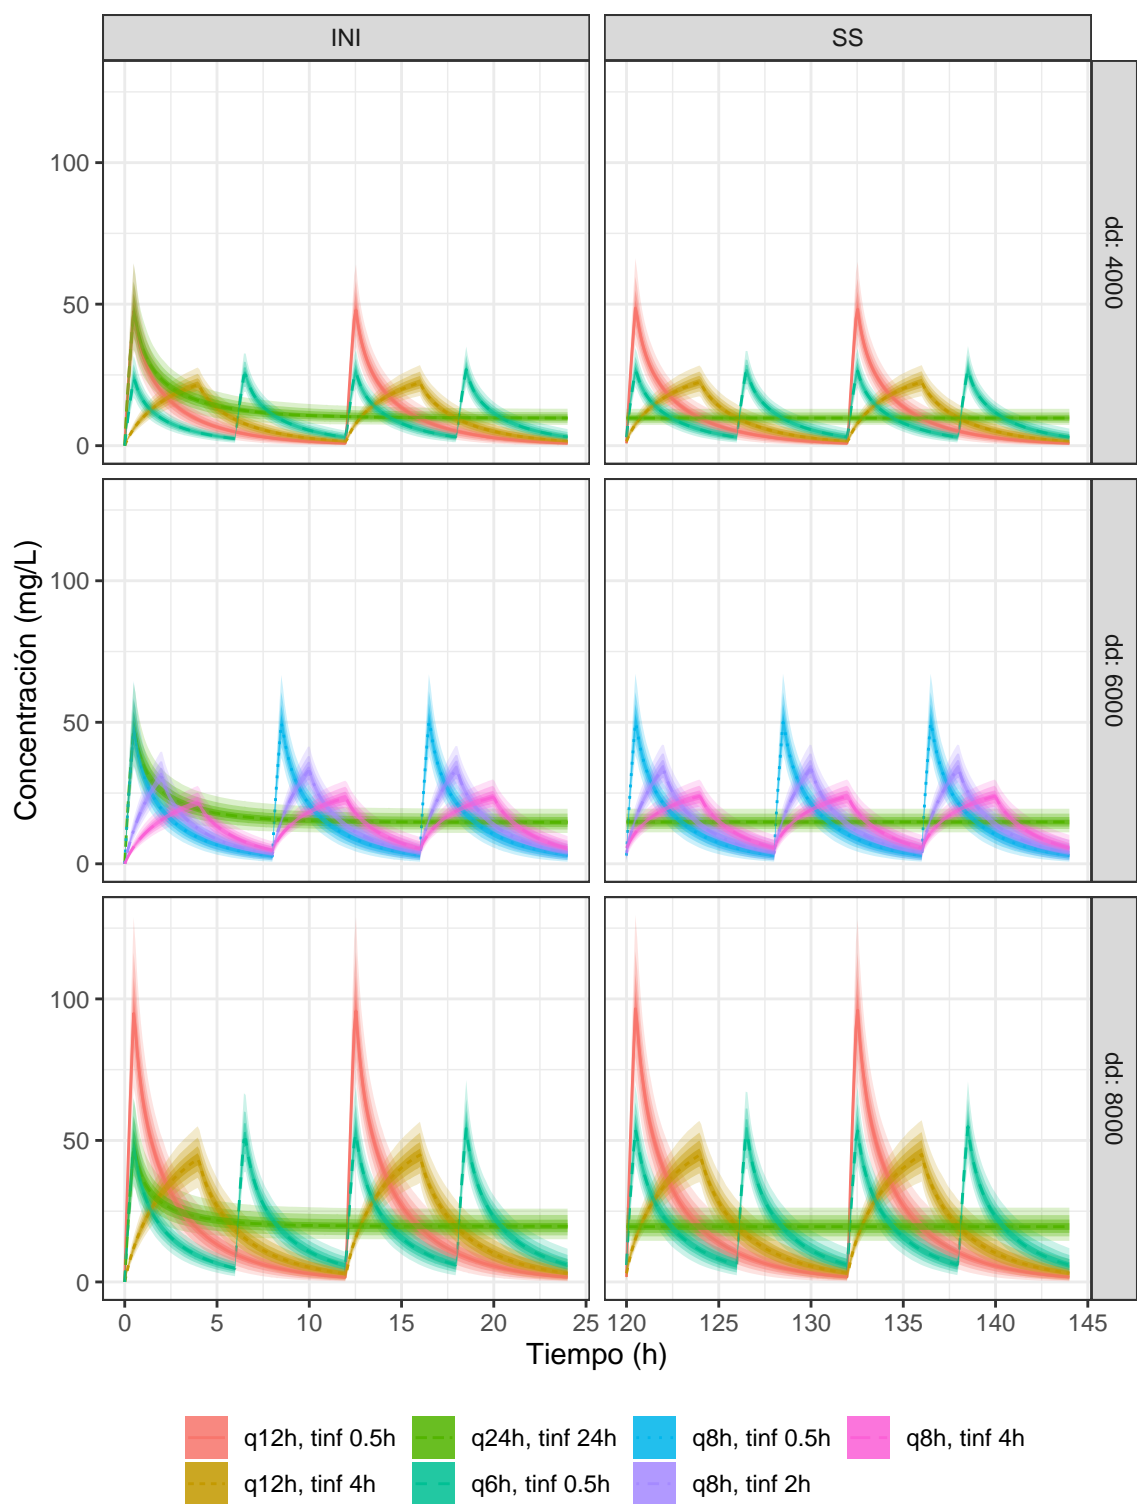 INI SS
100
50
0
dd: 4000
100
50
0
dd: 6000
100
50
0
dd: 8000
Concentración (mg/L)
0 5 10 15 20 25 120 125 130 135 140 145
Tiempo (h)
q12h, tinf 0.5h q24h, tinf 24h q8h, tinf 0.5h q8h, tinf 4h
q12h, tinf 4h q6h, tinf 0.5h q8h, tinf 2h